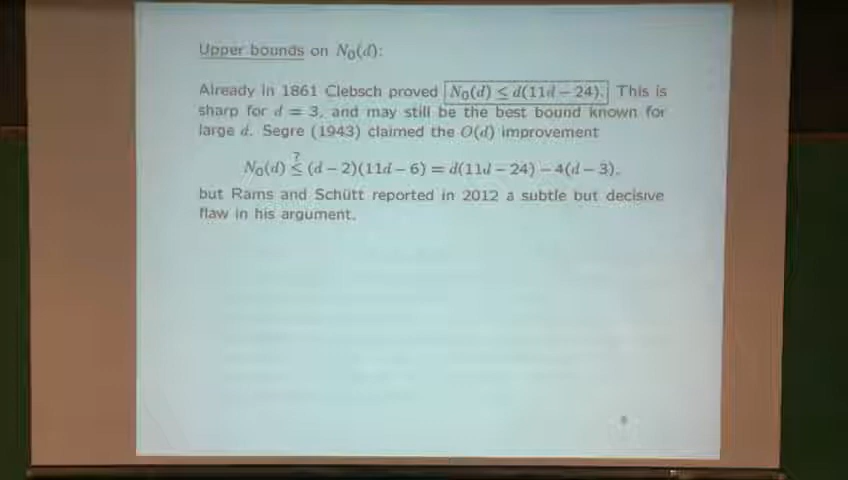 Upper bounds on N₀(d):
Already in 1861 Clebsch proved N₀(d) ≤ d(11d − 24). This is
sharp for d = 3, and may still be the best bound known for
large d. Segre (1943) claimed the O(d) improvement
N₀(d) ≤? (d − 2)(11d − 6) = d(11d − 24) − 4(d − 3),
but Rams and Schütt reported in 2012 a subtle but decisive
flaw in his argument.